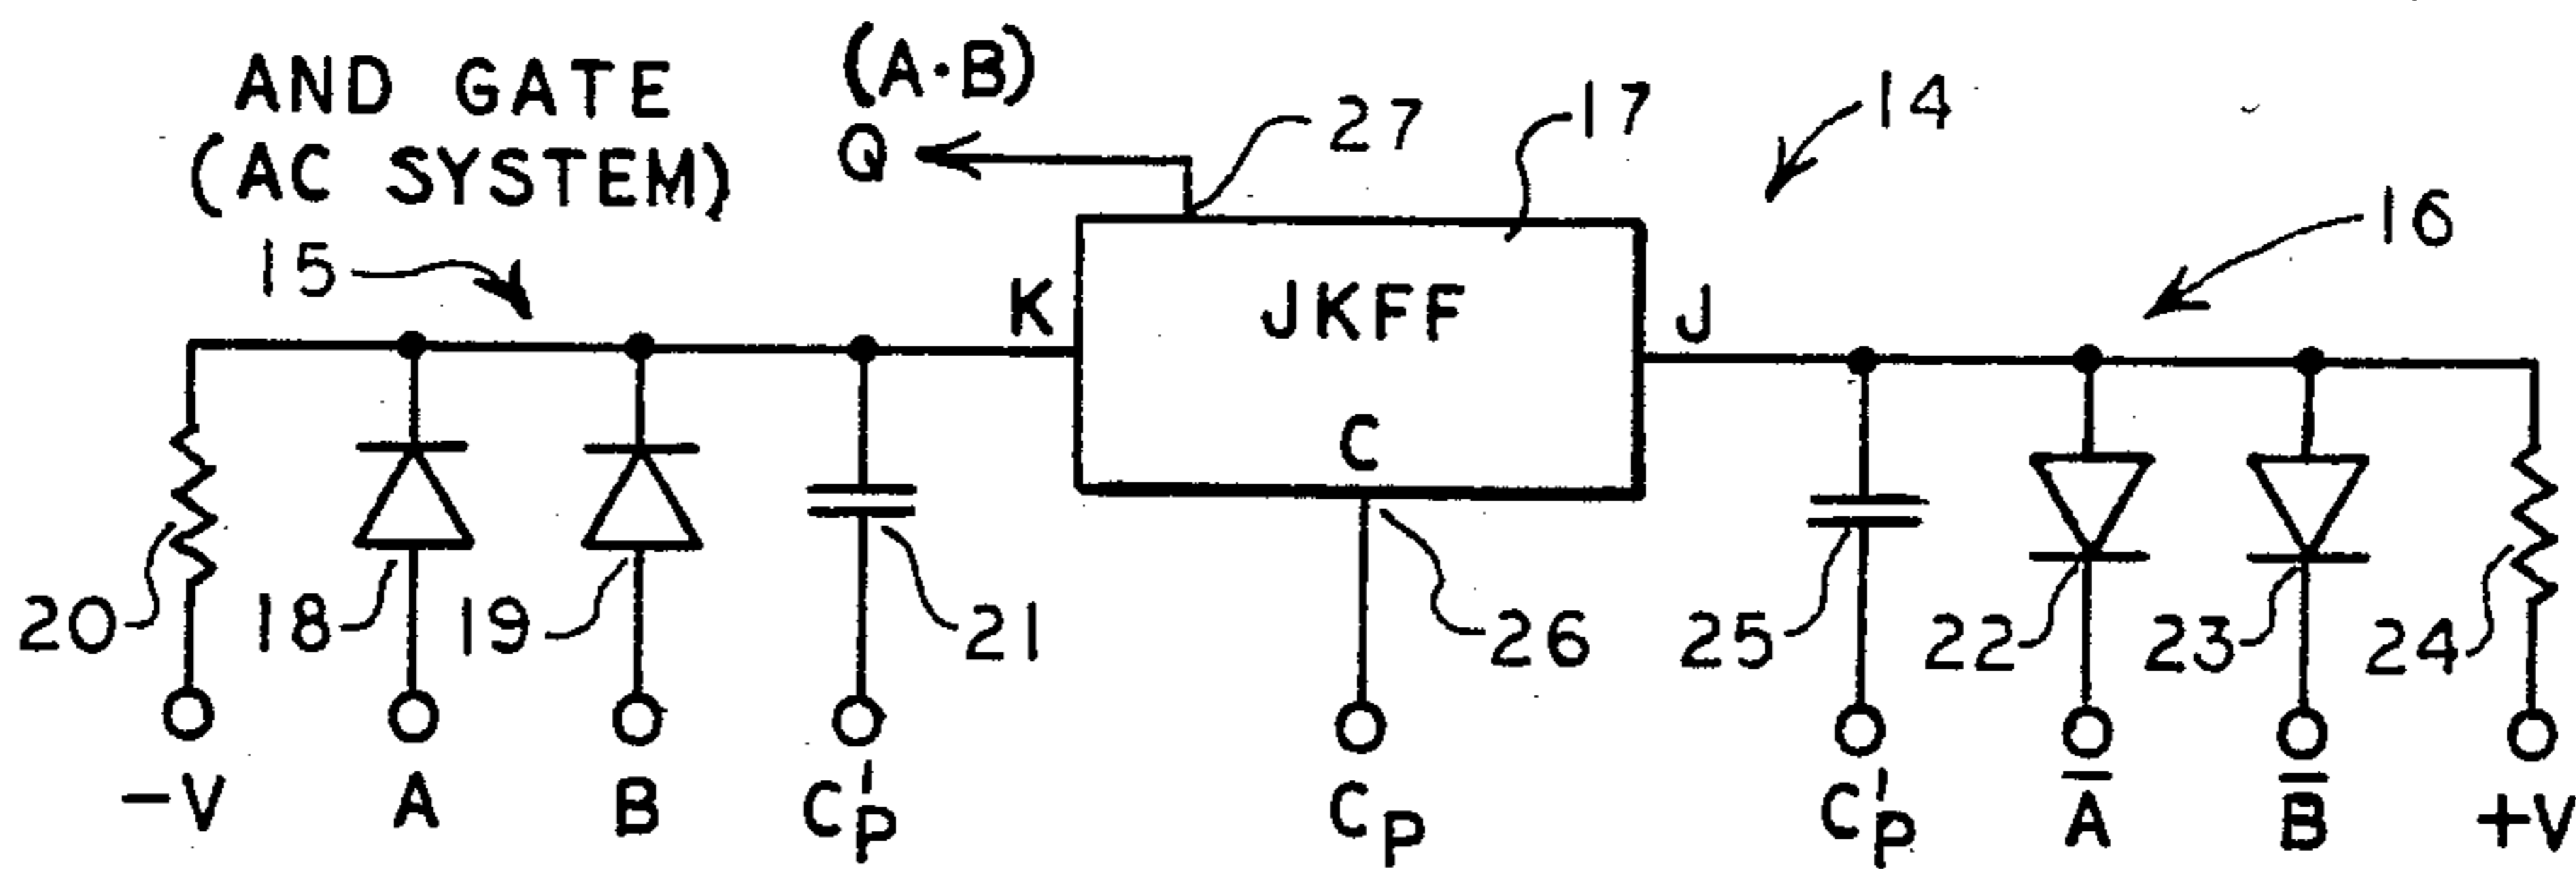 AND GATE
(AC SYSTEM)
(A·B)
Q
27
17
14
15
16
K
JKFF
J
C
20
18
19
21
26
25
22
23
24
-V
A
B
C'P
CP
C'P
A̅
B̅
+V